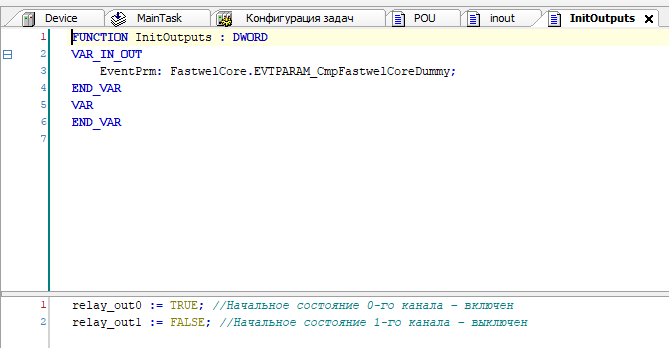 Device MainTask Конфигурация задач POU inout InitOutputs
1 FUNCTION InitOutputs : DWORD
2 VAR_IN_OUT
3 EventPrm: FastwelCore.EVTPARAM_CmpFastwelCoreDummy;
4 END_VAR
5 VAR
6 END_VAR
7
1 relay_out0 := TRUE; //Начальное состояние 0-го канала - включен
2 relay_out1 := FALSE; //Начальное состояние 1-го канала - выключен